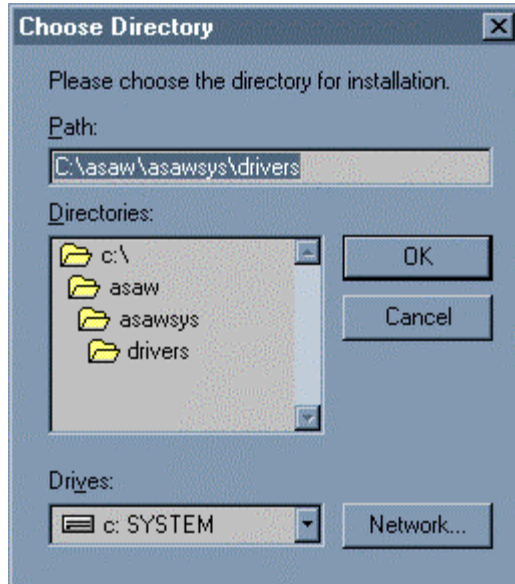 Choose Directory
Please choose the directory for installation.
Path:
C:\asaw\asawsys\drivers
Directories:
c:\
asaw
asawsys
drivers
OK
Cancel
Drives:
c: SYSTEM
Network...